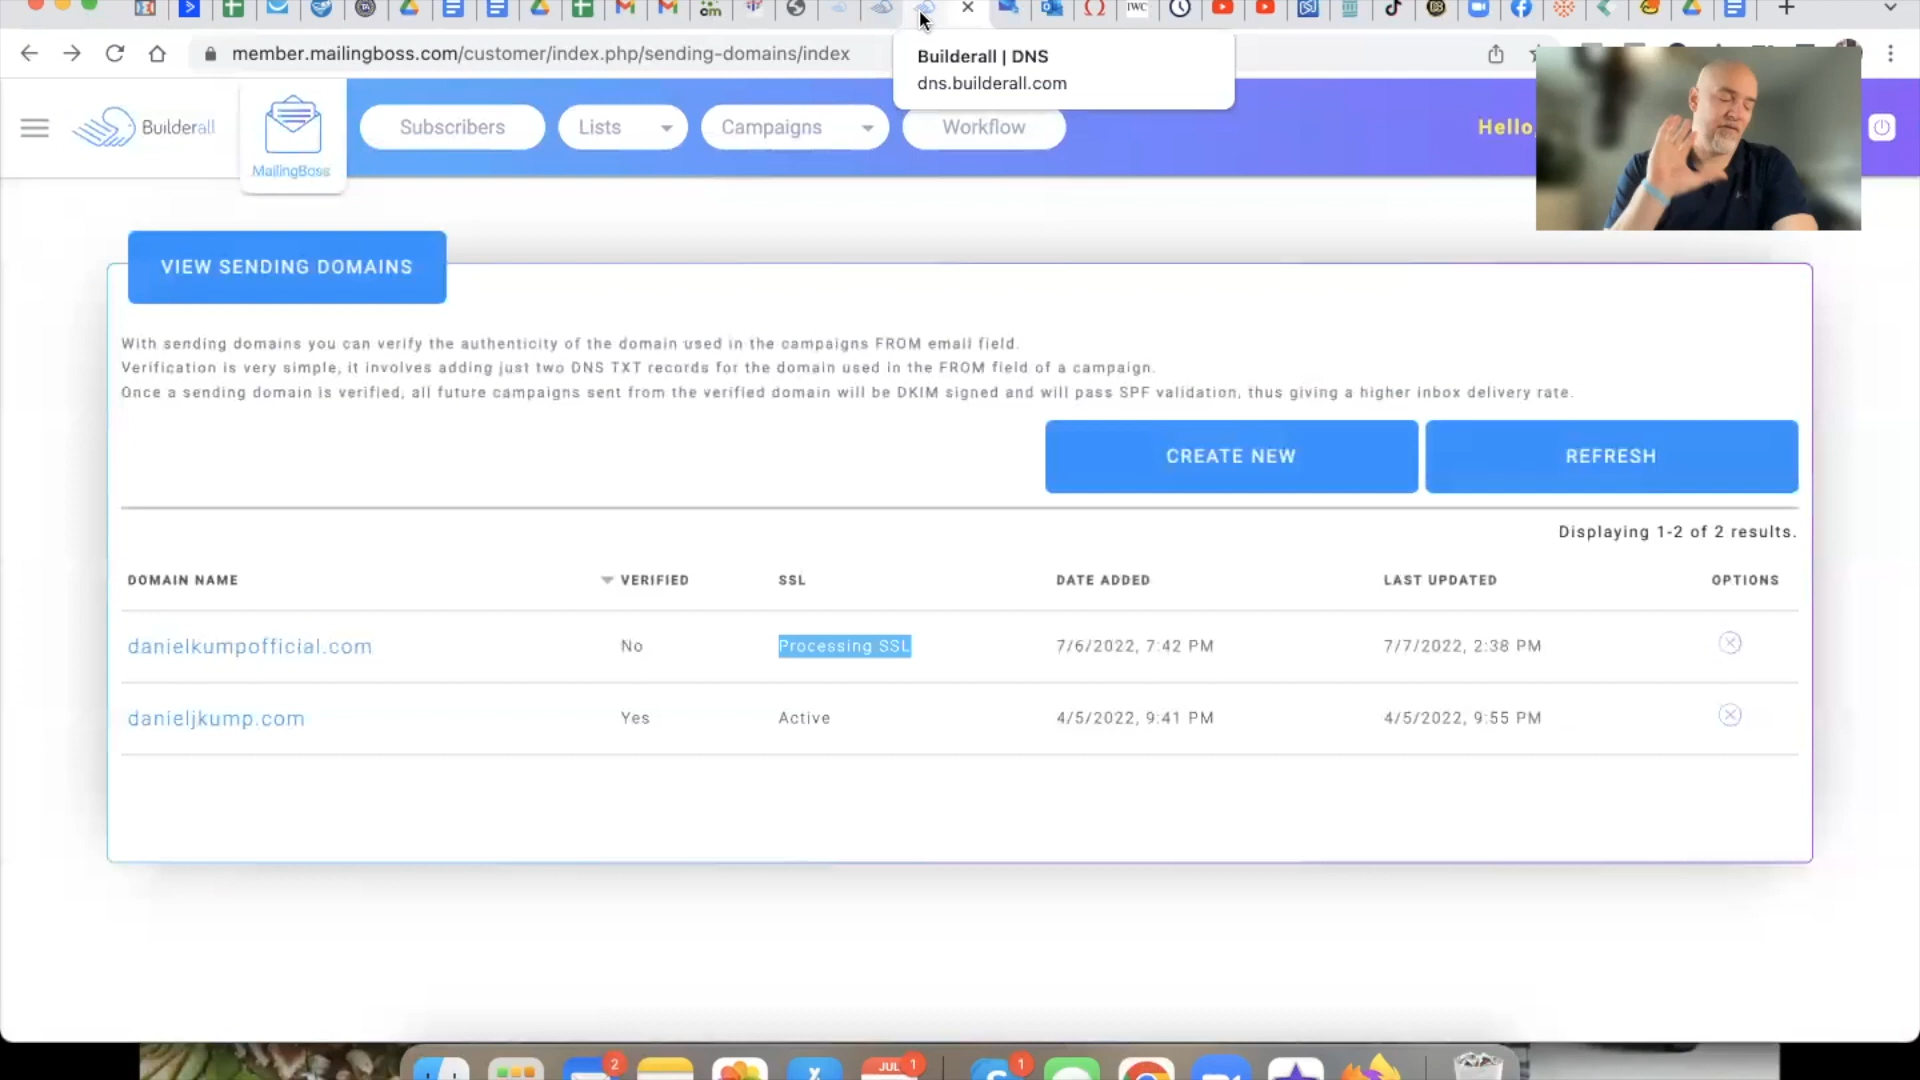 IWC
member.mailingboss.com/customer/index.php/sending-domains/index
Builderall | DNS
dns.builderall.com
Builderall
MailingBoss
Subscribers
Lists
Campaigns
Workflow
Hello,
VIEW SENDING DOMAINS
With sending domains you can verify the authenticity of the domain used in the campaigns FROM email field.
Verification is very simple, it involves adding just two DNS TXT records for the domain used in the FROM field of a campaign.
Once a sending domain is verified, all future campaigns sent from the verified domain will be DKIM signed and will pass SPF validation, thus giving a higher inbox delivery rate.
CREATE NEW
REFRESH
Displaying 1-2 of 2 results.
DOMAIN NAME VERIFIED SSL DATE ADDED LAST UPDATED OPTIONS
danielkumpofficial.com No Processing SSL 7/6/2022, 7:42 PM 7/7/2022, 2:38 PM
danieljkump.com Yes Active 4/5/2022, 9:41 PM 4/5/2022, 9:55 PM
2
JUL
1
1